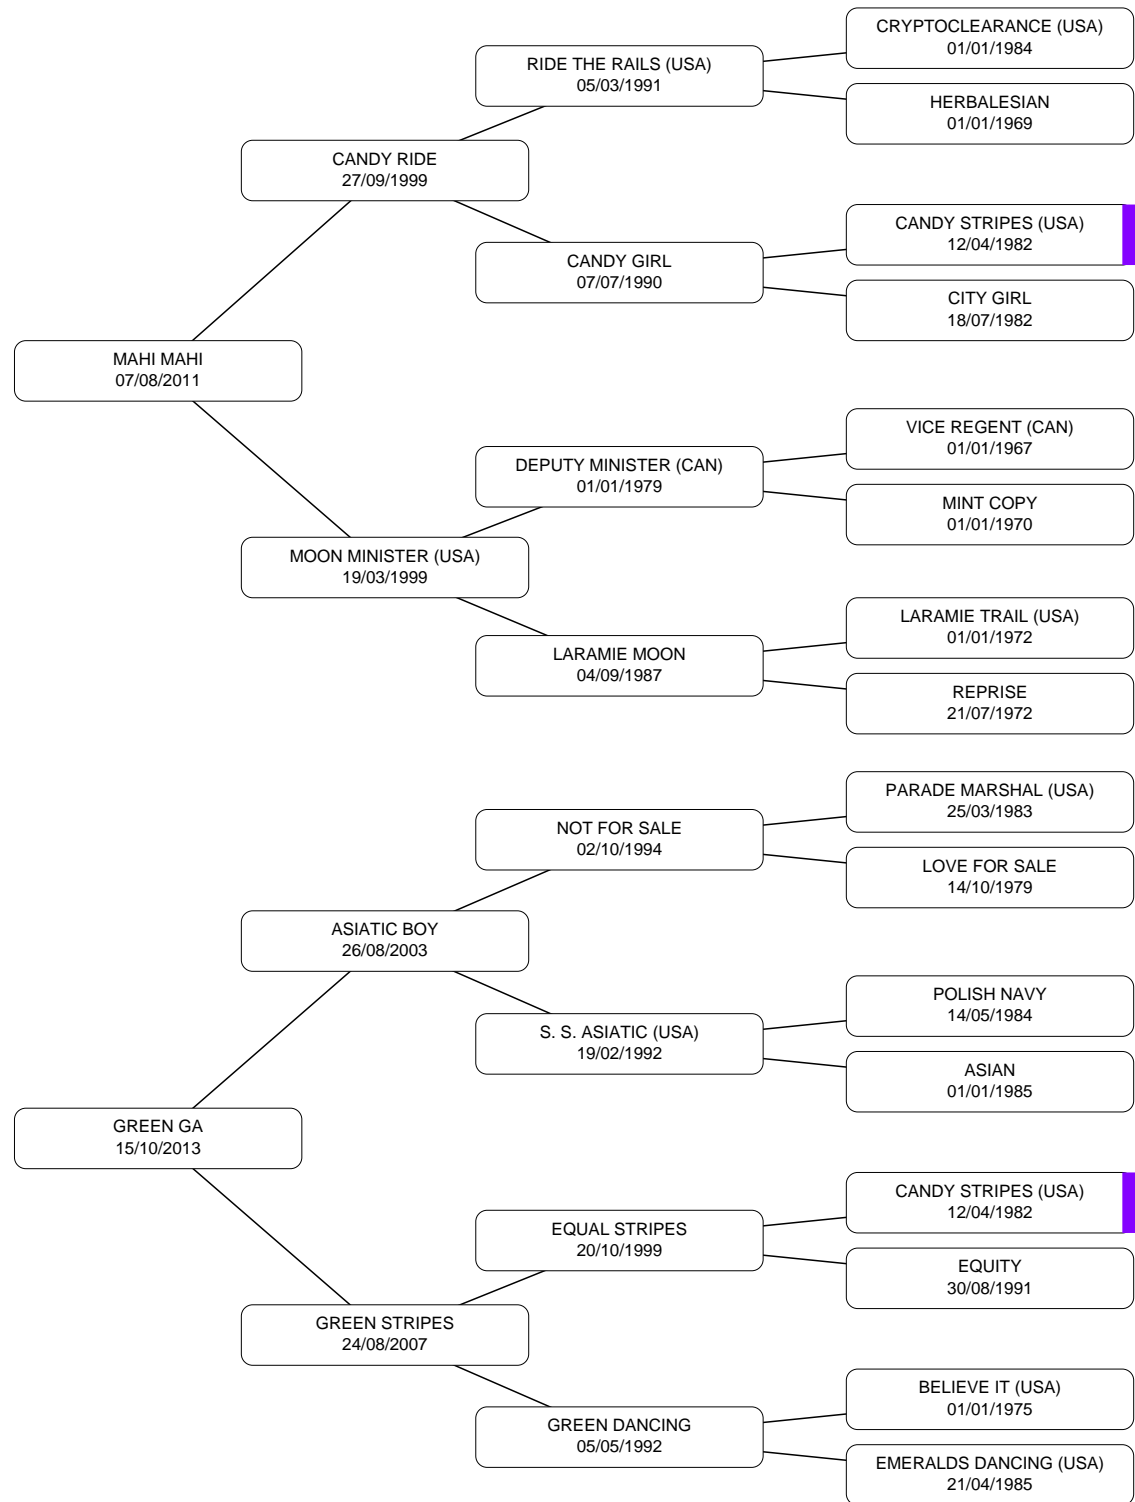 CRYPTOCLEARANCE (USA)
01/01/1984
RIDE THE RAILS (USA)
05/03/1991
HERBALESIAN
01/01/1969
CANDY RIDE
27/09/1999
CANDY STRIPES (USA)
12/04/1982
CANDY GIRL
07/07/1990
CITY GIRL
18/07/1982
MAHI MAHI
07/08/2011
VICE REGENT (CAN)
01/01/1967
DEPUTY MINISTER (CAN)
01/01/1979
MINT COPY
01/01/1970
MOON MINISTER (USA)
19/03/1999
LARAMIE TRAIL (USA)
01/01/1972
LARAMIE MOON
04/09/1987
REPRISE
21/07/1972
PARADE MARSHAL (USA)
25/03/1983
NOT FOR SALE
02/10/1994
LOVE FOR SALE
14/10/1979
ASIATIC BOY
26/08/2003
POLISH NAVY
14/05/1984
S. S. ASIATIC (USA)
19/02/1992
ASIAN
01/01/1985
GREEN GA
15/10/2013
CANDY STRIPES (USA)
12/04/1982
EQUAL STRIPES
20/10/1999
EQUITY
30/08/1991
GREEN STRIPES
24/08/2007
BELIEVE IT (USA)
01/01/1975
GREEN DANCING
05/05/1992
EMERALDS DANCING (USA)
21/04/1985